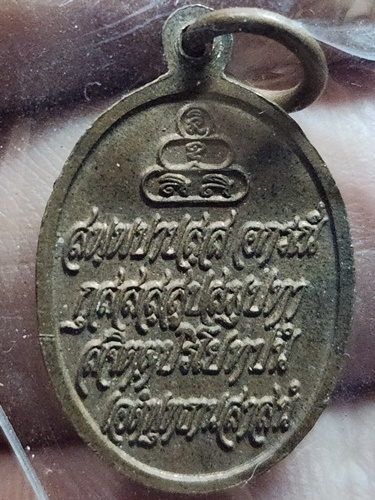 สพฺพปาปสฺส อกรณํ
กุสลสฺสูปสมฺปทา
สจิตฺตปริโยทปนํ
เอตํพุทฺธานสาสนํ